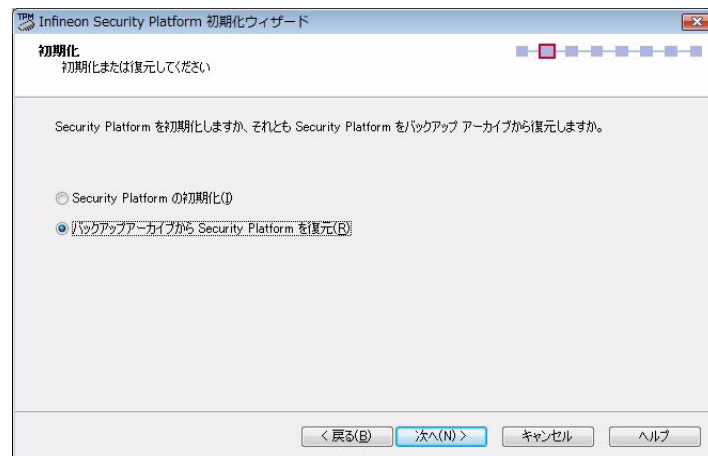 TPM
Infineon Security Platform 初期化ウィザード
初期化
初期化または復元してください
Security Platform を初期化しますか、それとも Security Platform をバックアップ アーカイブから復元しますか。
Security Platform の初期化(I)
バックアップアーカイブから Security Platform を復元(R)
< 戻る(B)
次へ(N) >
キャンセル
ヘルプ